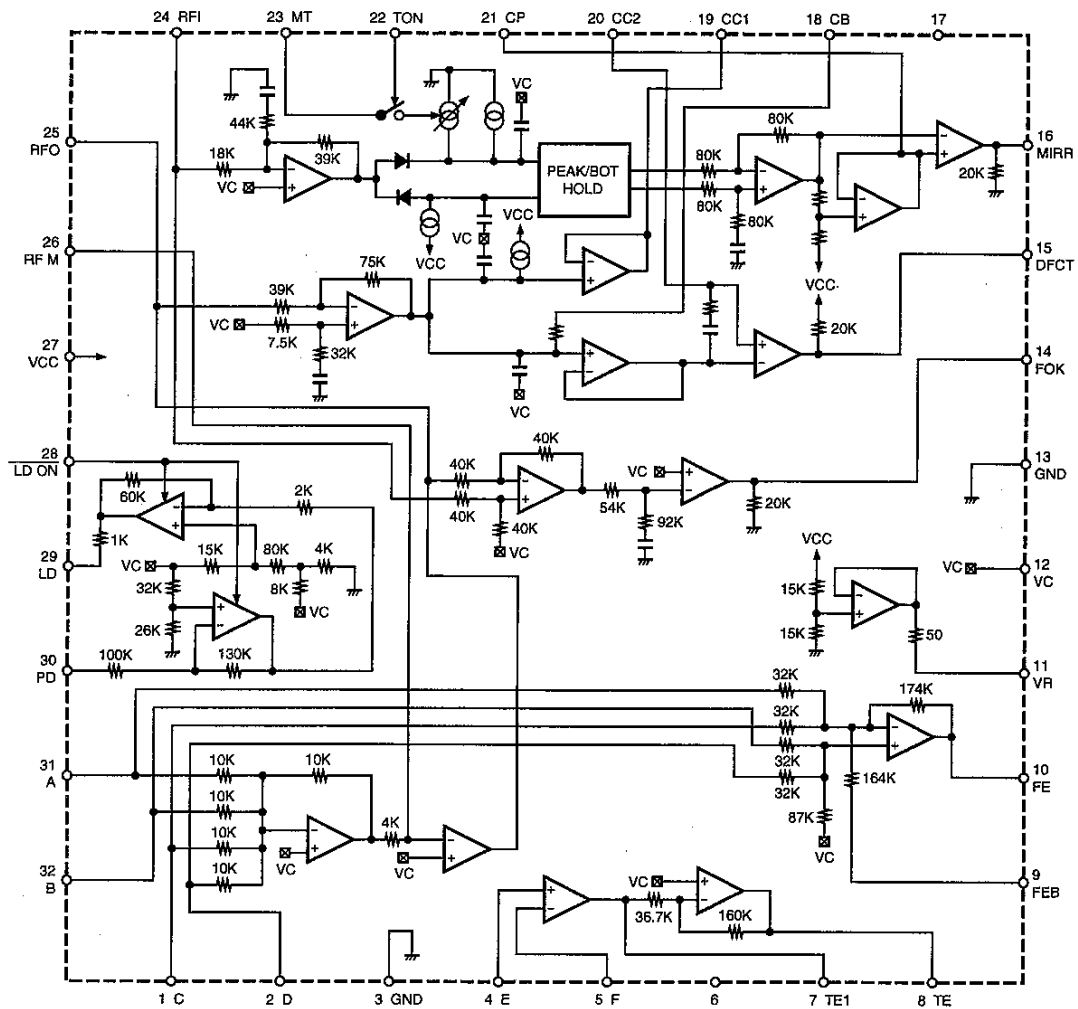 24 RFI
23 MT
22 TON
21 CP
20 CC2
19 CC1
18 CB
17
VC
44K
39K
80K
25
RFO
18K
VC
PEAK/BOT
HOLD
80K
80K
80K
20K
16
MIRR
26
RF M
VCC
VC
VCC
75K
39K
VC
7.5K
32K
VC
VCC
20K
15
DFCT
27
VCC
14
FOK
28
LD ON
60K
2K
1K
40K
40K
40K
40K
VC
54K
VC
92K
20K
13
GND
29
LD
VC
15K
80K
4K
32K
8K
VC
26K
VCC
15K
15K
50
VC
12
VC
30
PD
100K
130K
11
VR
32K
32K
32K
32K
174K
164K
87K
VC
31
A
10K
10K
10K
10K
10K
4K
VC
VC
10
FE
32
B
VC
36.7K
160K
9
FEB
1 C
2 D
3 GND
4 E
5 F
6
7 TE1
8 TE